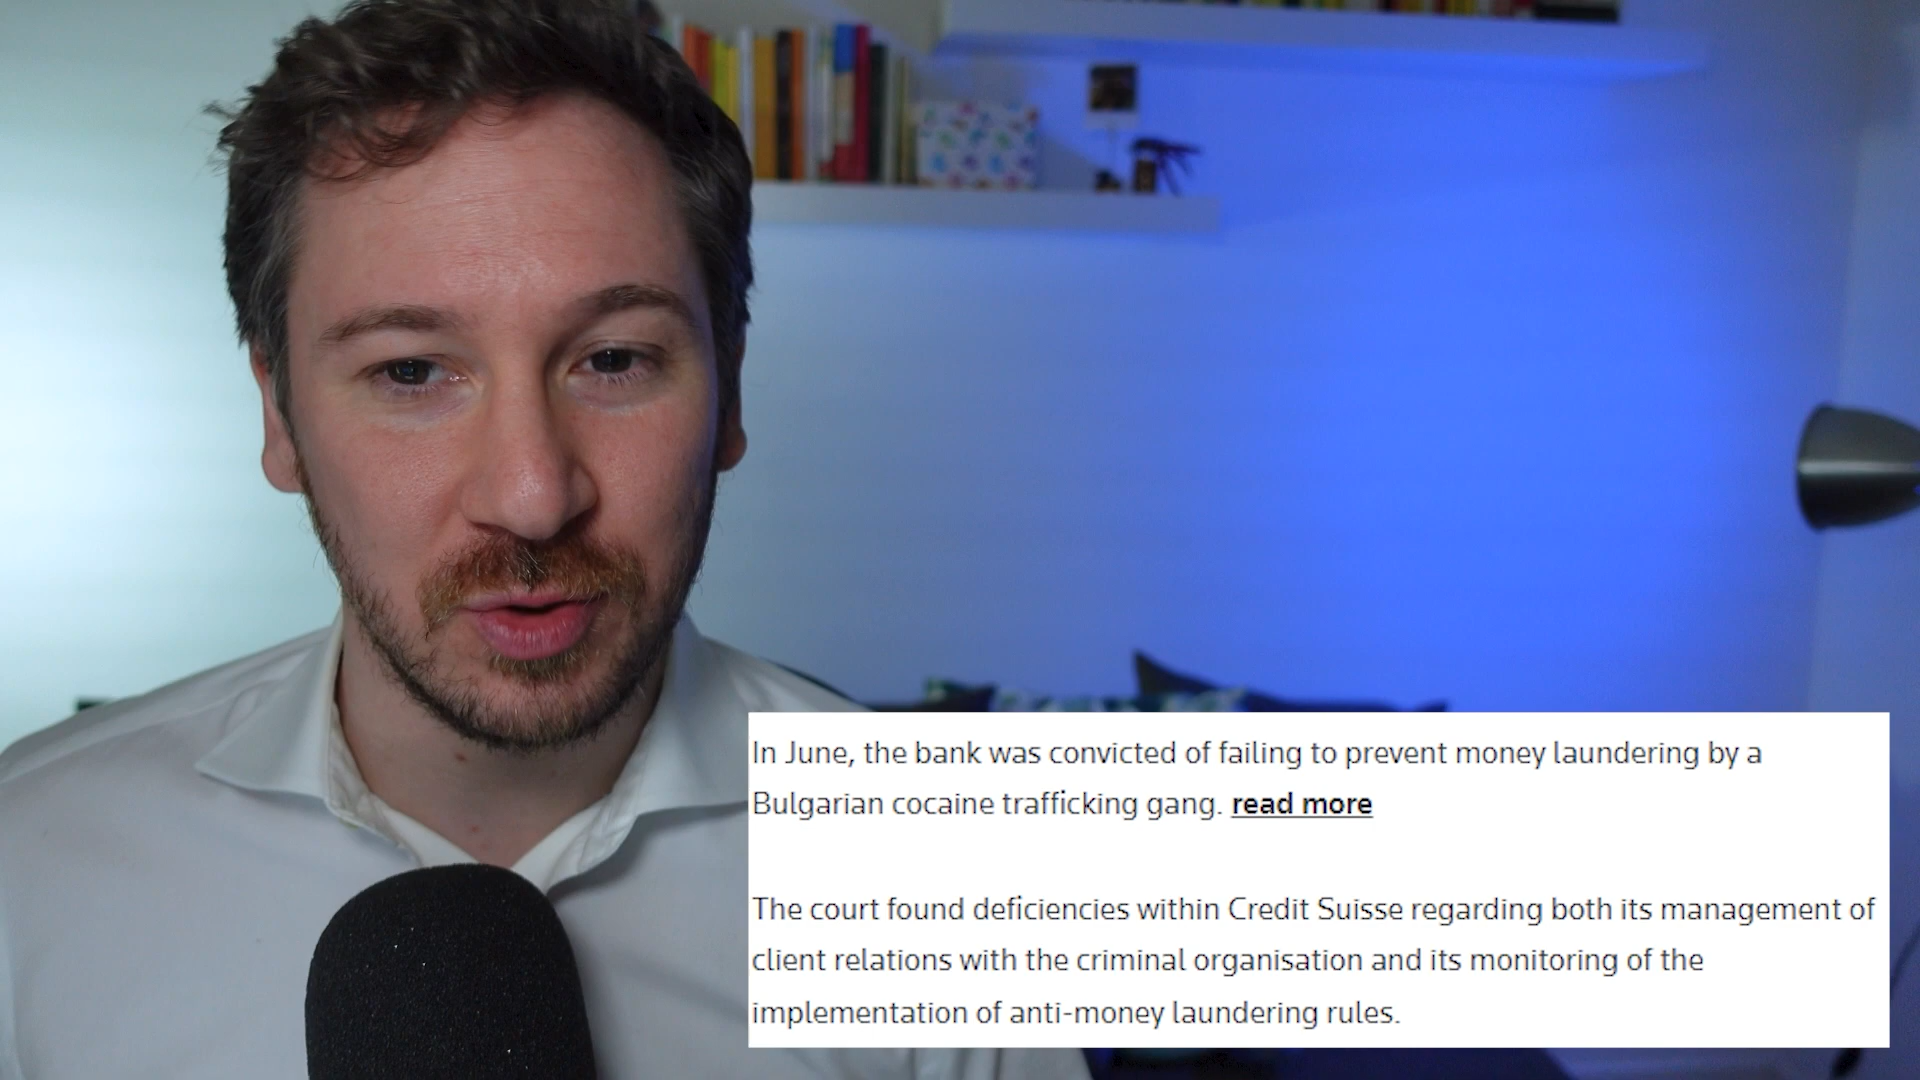 In June, the bank was convicted of failing to prevent money laundering by a
Bulgarian cocaine trafficking gang. read more
The court found deficiencies within Credit Suisse regarding both its management of
client relations with the criminal organisation and its monitoring of the
implementation of anti-money laundering rules.